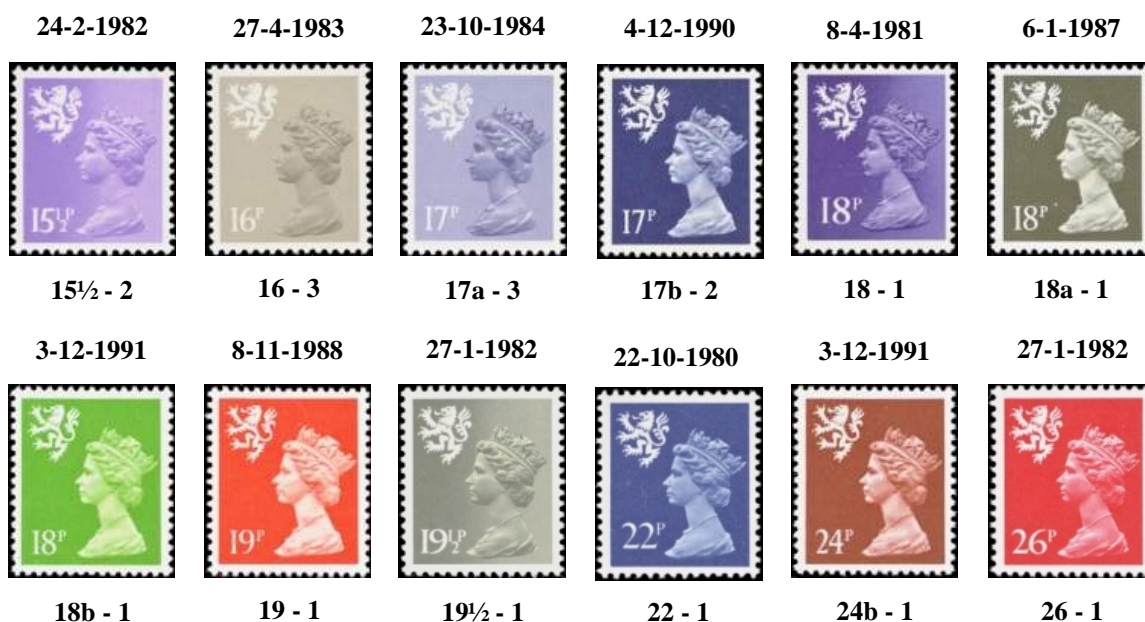 24-2-1982 27-4-1983 23-10-1984 4-12-1990 8-4-1981 6-1-1987
15½P 16P 17P 17P 18P 18P
15½ - 2 16 - 3 17a - 3 17b - 2 18 - 1 18a - 1
3-12-1991 8-11-1988 27-1-1982 22-10-1980 3-12-1991 27-1-1982
18P 19P 19½P 22P 24P 26P
18b - 1 19 - 1 19½ - 1 22 - 1 24b - 1 26 - 1